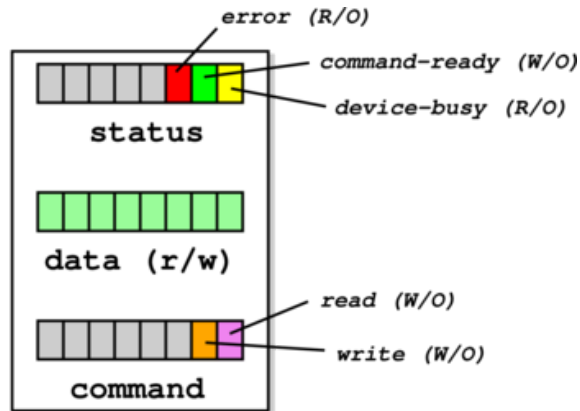 error (R/O)
command-ready (W/O)
device-busy (R/O)
status
data (r/w)
read (W/O)
write (W/O)
command